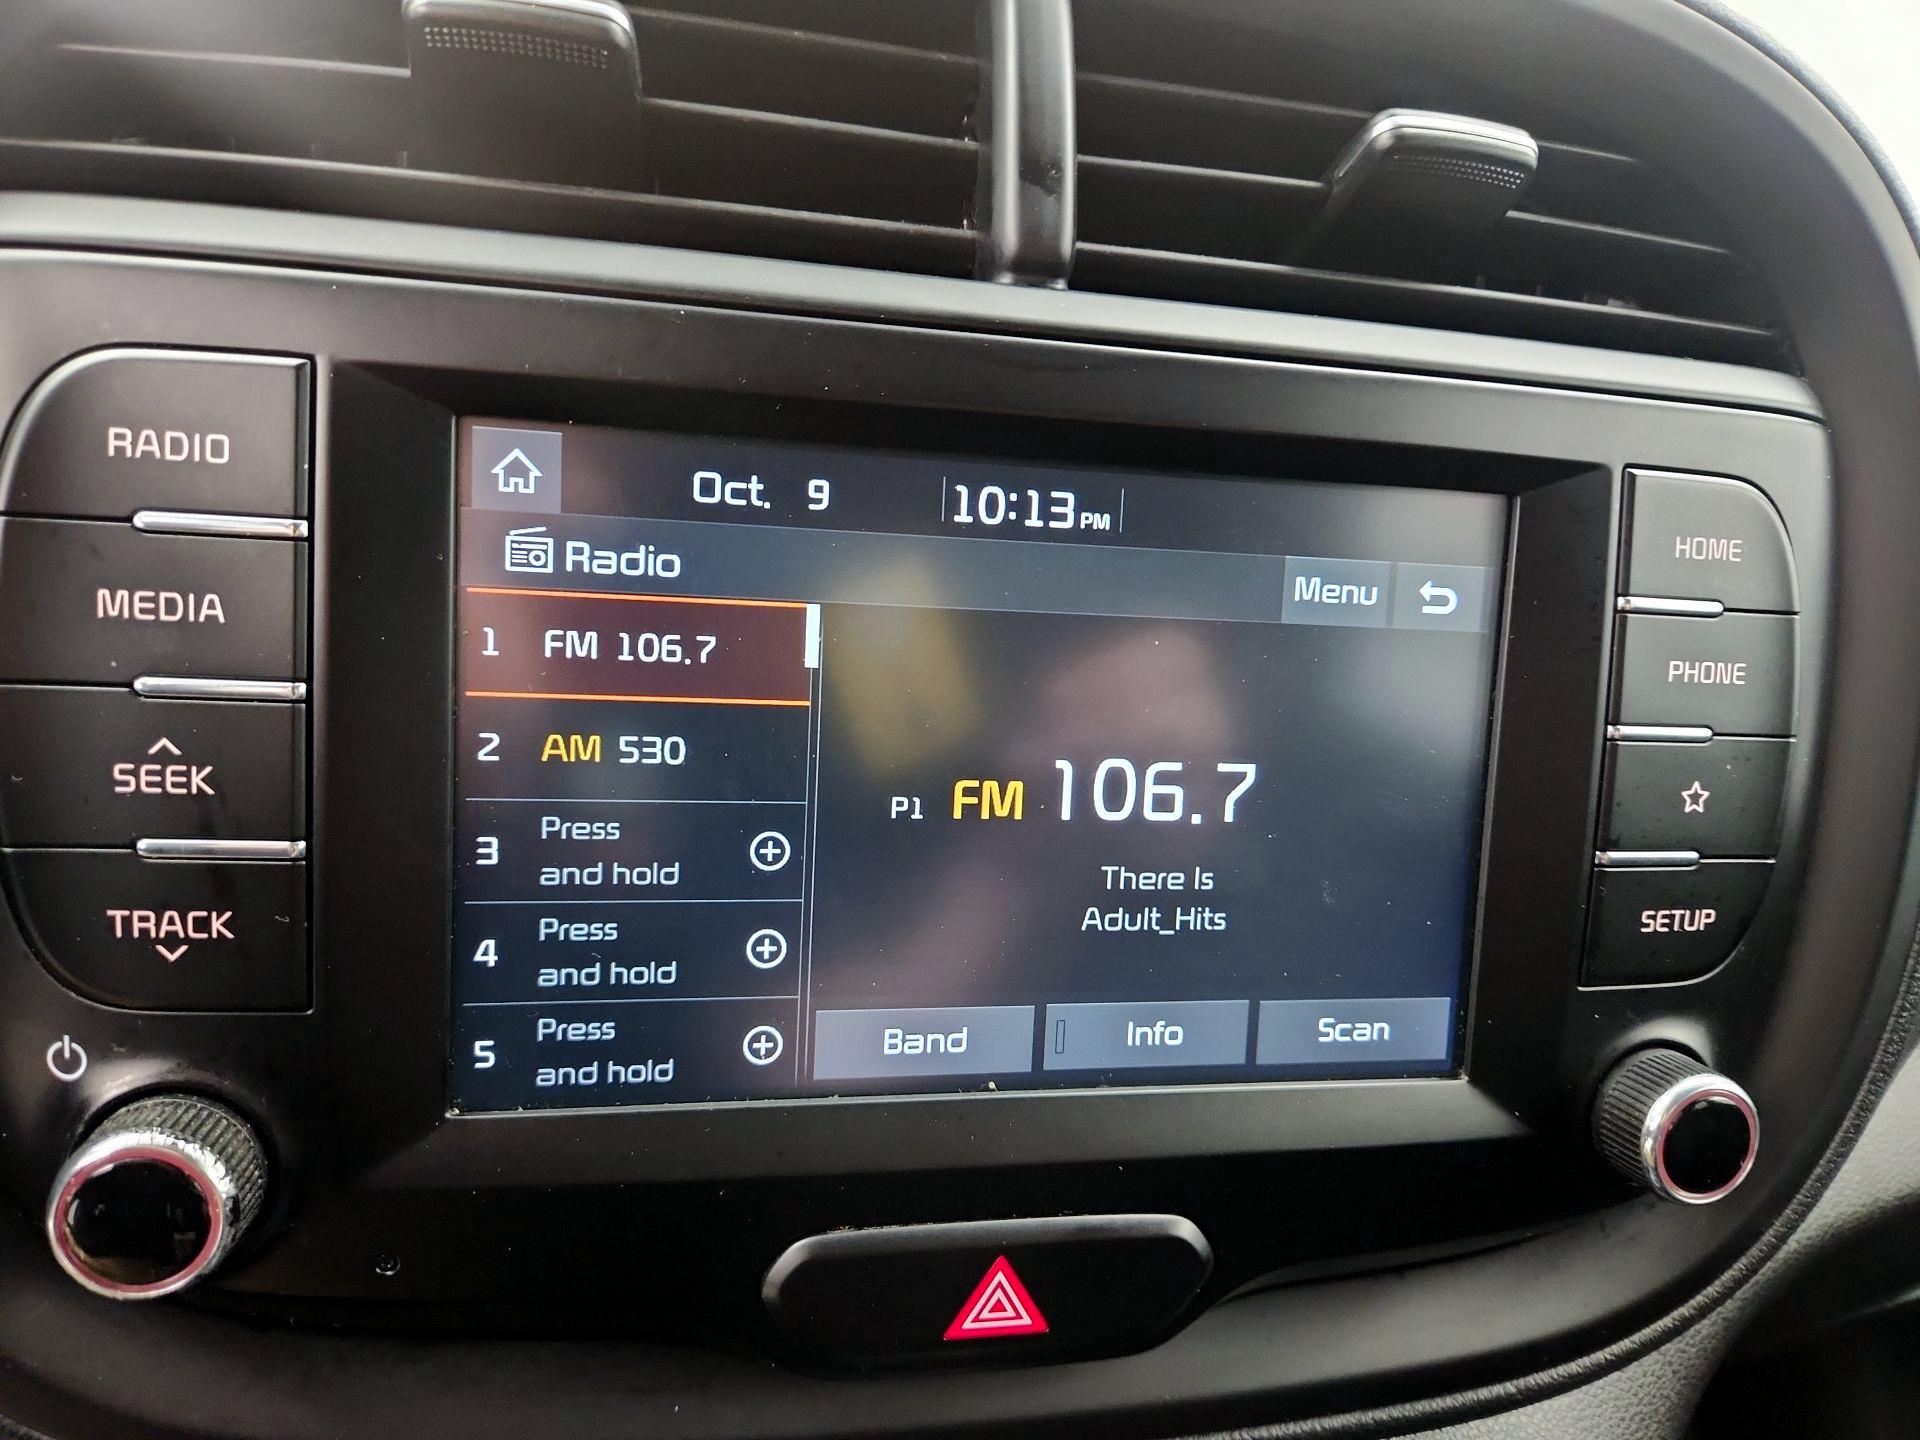 RADIO
MEDIA
SEEK
TRACK
Oct. 9 10:13 PM
Radio
Menu
1 FM 106.7
2 AM 530
3 Press
and hold
4 Press
and hold
5 Press
and hold
P1 FM 106.7
There Is
Adult_Hits
Band
Info
Scan
HOME
PHONE
SETUP